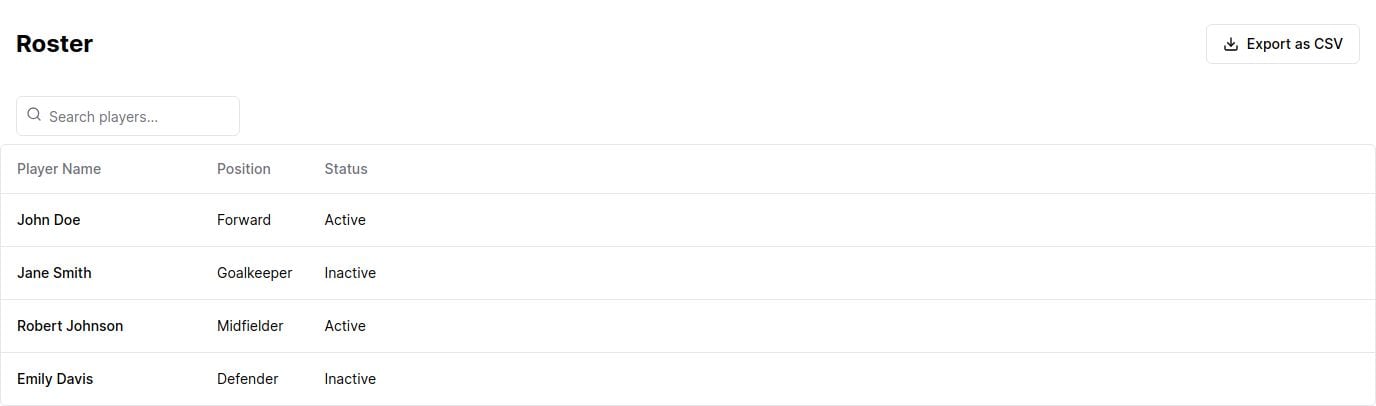 Roster
Export as CSV
Search players...
Player Name Position Status
John Doe Forward Active
Jane Smith Goalkeeper Inactive
Robert Johnson Midfielder Active
Emily Davis Defender Inactive